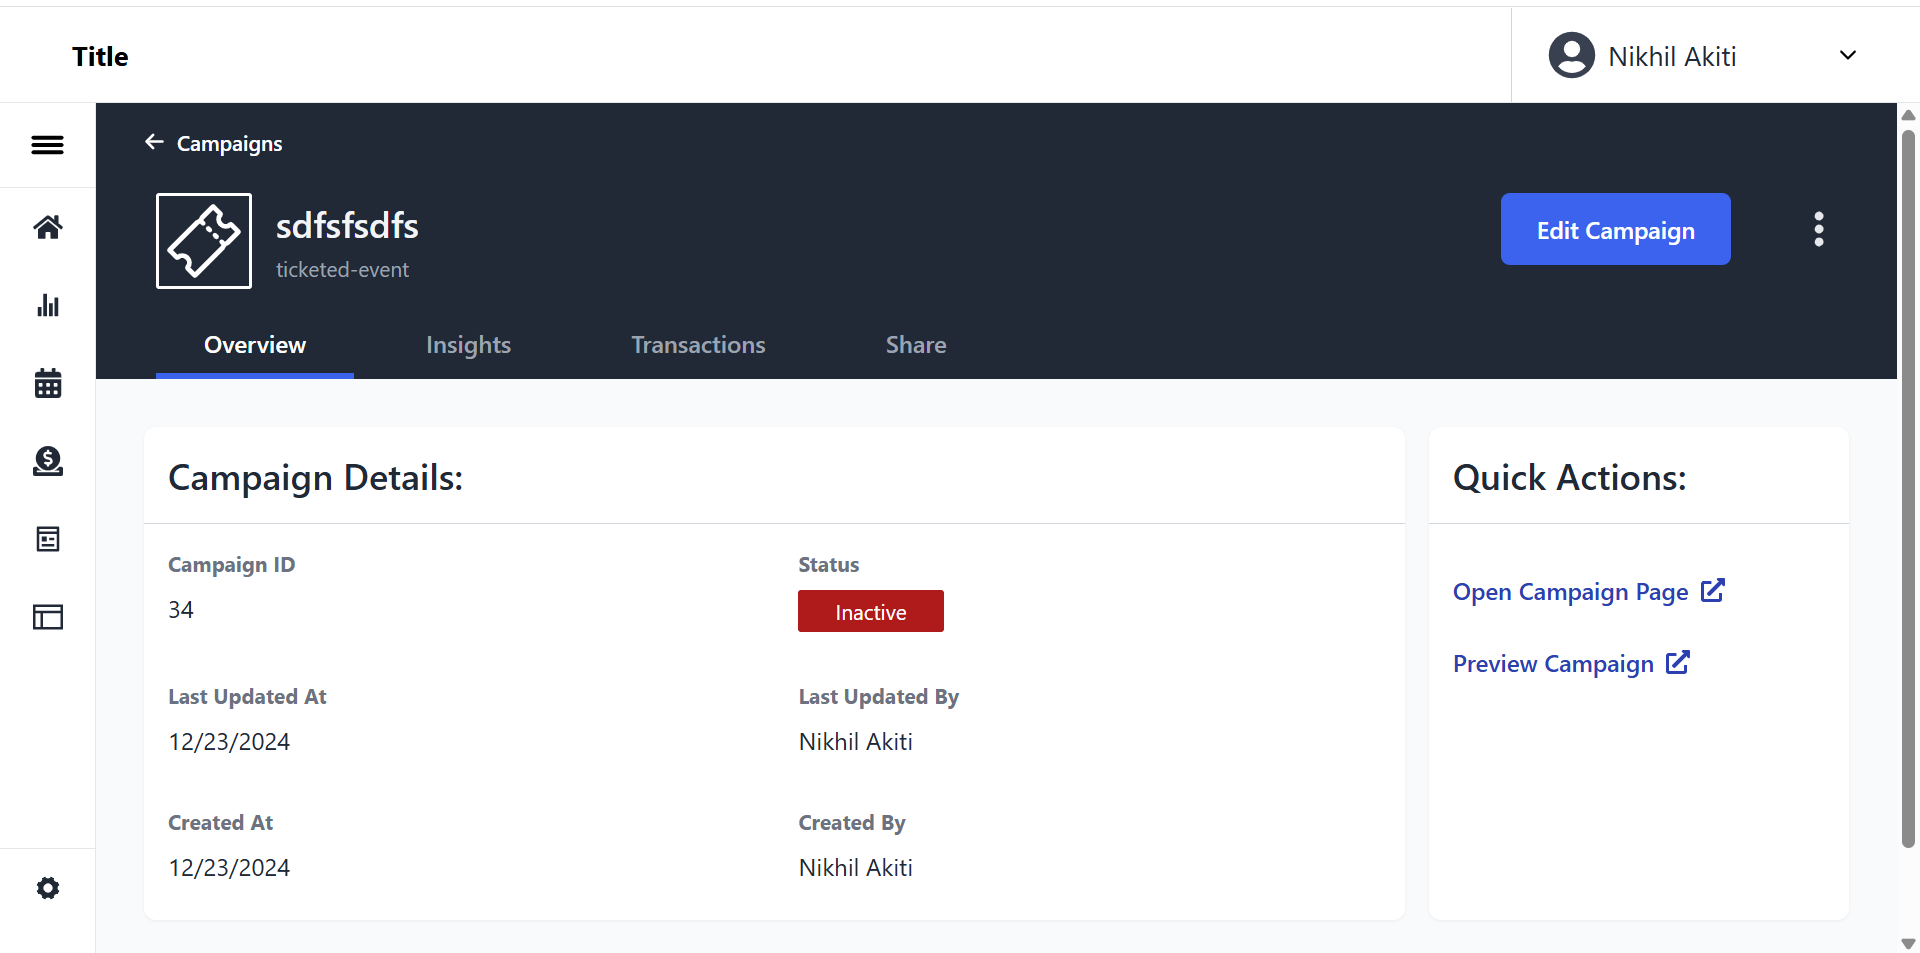 Title
Nikhil Akiti
Campaigns
sdfsfsdfs
ticketed-event
Edit Campaign
Overview
Insights
Transactions
Share
Campaign Details:
Campaign ID
34
Status
Inactive
Last Updated At
12/23/2024
Last Updated By
Nikhil Akiti
Created At
12/23/2024
Created By
Nikhil Akiti
Quick Actions:
Open Campaign Page
Preview Campaign